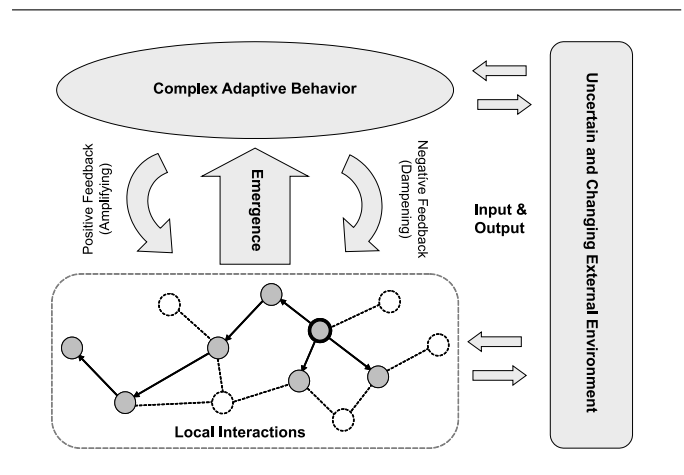 Complex Adaptive Behavior
Positive Feedback
(Amplifying)
Emergence
Negative Feedback
(Dampening)
Input &
Output
Uncertain and Changing External Environment
Local Interactions